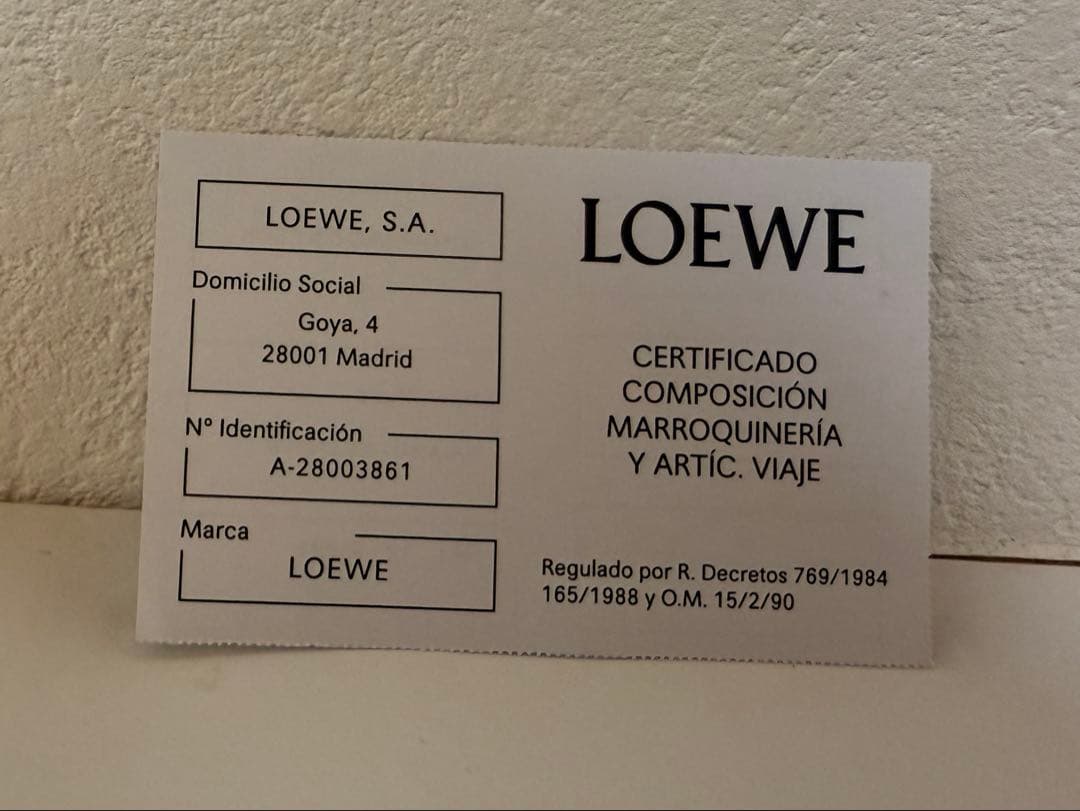 LOEWE, S.A.
Domicilio Social
Goya, 4
28001 Madrid
Nº Identificación
A-28003861
Marca
LOEWE
LOEWE
CERTIFICADO
COMPOSICIÓN
MARROQUINERÍA
Y ARTÍC. VIAJE
Regulado por R. Decretos 769/1984
165/1988 y O.M. 15/2/90